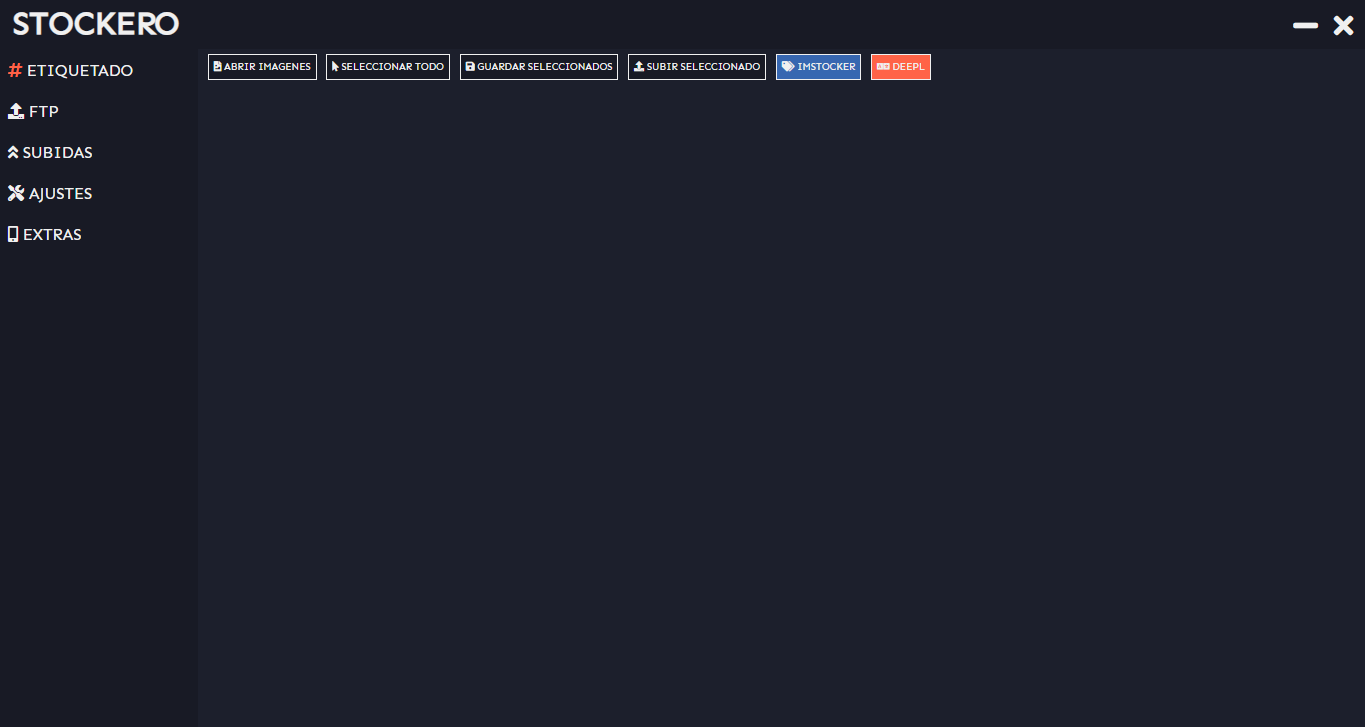 STOCKERO
ETIQUETADO
FTP
SUBIDAS
AJUSTES
EXTRAS
ABRIR IMAGENES SELECCIONAR TODO GUARDAR SELECCIONADOS SUBIR SELECCIONADO IMSTOCKER DEEPL